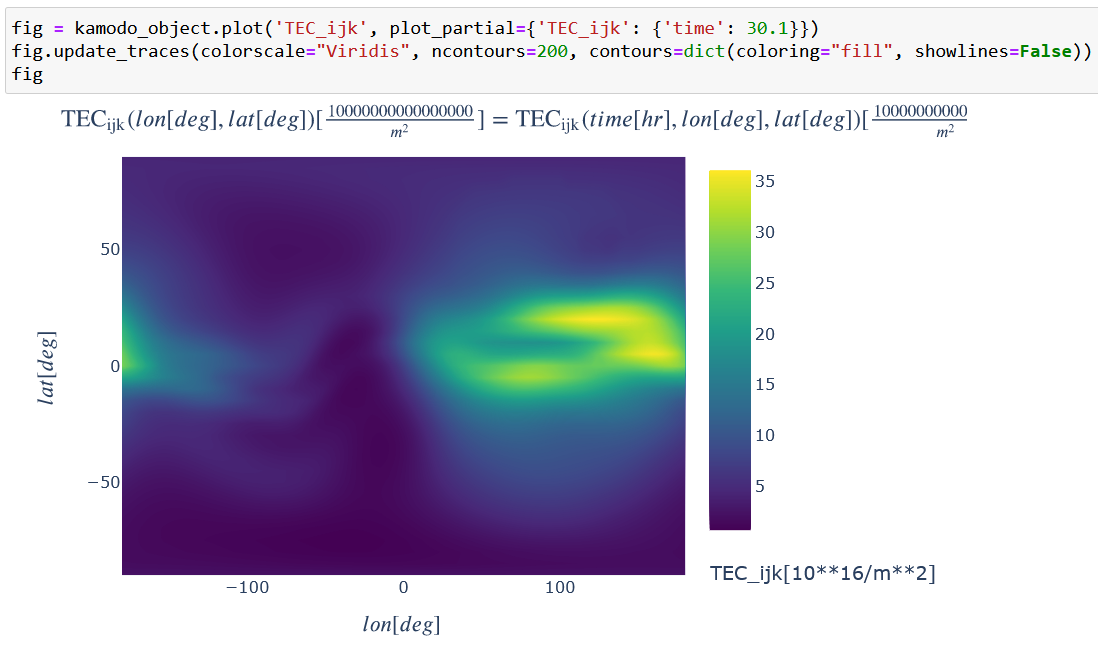 fig = kamodo_object.plot('TEC_ijk', plot_partial={'TEC_ijk': {'time': 30.1}})
fig.update_traces(colorscale="Viridis", ncontours=200, contours=dict(coloring="fill", showlines=False))
fig
TEC_ijk(lon[deg], lat[deg])[10000000000000000/m^2] = TEC_ijk(time[hr], lon[deg], lat[deg])[10000000000/m^2]
50
0
−50
lat[deg]
−100
0
100
lon[deg]
35
30
25
20
15
10
5
TEC_ijk[10**16/m**2]